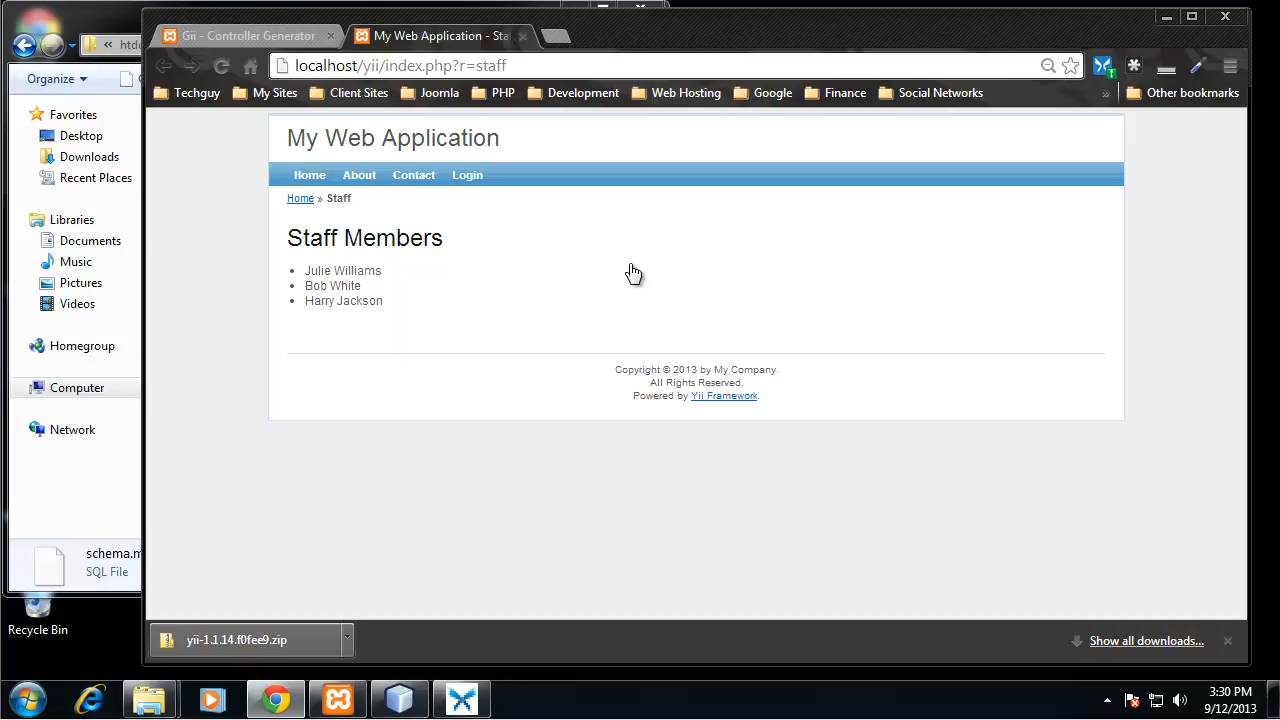 Gii - Controller Generator
My Web Application - Sta
htdo
localhost/yii/index.php?r=staff
Organize
Techguy
My Sites
Client Sites
Joomla
PHP
Development
Web Hosting
Google
Finance
Social Networks
»
Other bookmarks
Favorites
Desktop
Downloads
Recent Places
Libraries
Documents
Music
Pictures
Videos
Homegroup
Computer
Network
schema.m
SQL File
Recycle Bin
My Web Application
Home About Contact Login
Home » Staff
Staff Members
• Julie Williams
• Bob White
• Harry Jackson
Copyright © 2013 by My Company.
All Rights Reserved.
Powered by Yii Framework.
yii-1.1.14.f0fee9.zip
Show all downloads...
3:30 PM
9/12/2013